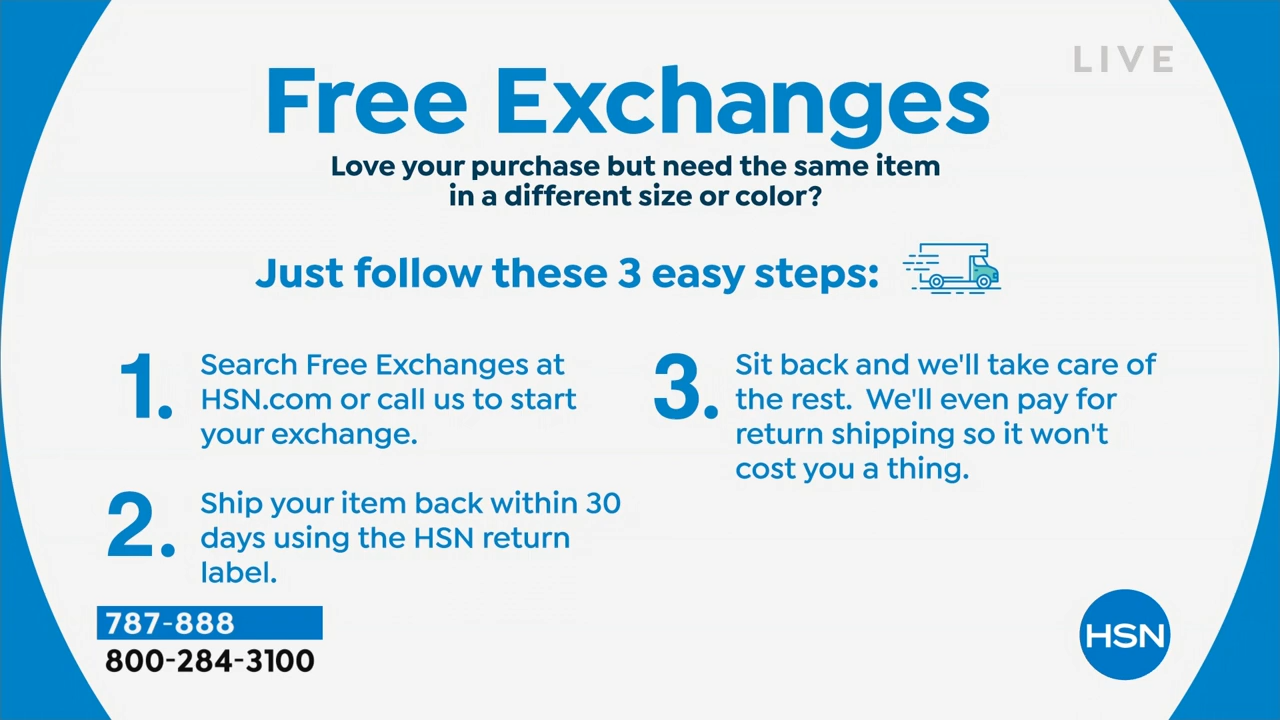 LIVE
Free Exchanges
Love your purchase but need the same item
in a different size or color?
Just follow these 3 easy steps:
1. Search Free Exchanges at
HSN.com or call us to start
your exchange.
2. Ship your item back within 30
days using the HSN return
label.
3. Sit back and we'll take care of
the rest.  We'll even pay for
return shipping so it won't
cost you a thing.
787-888
800-284-3100
HSN